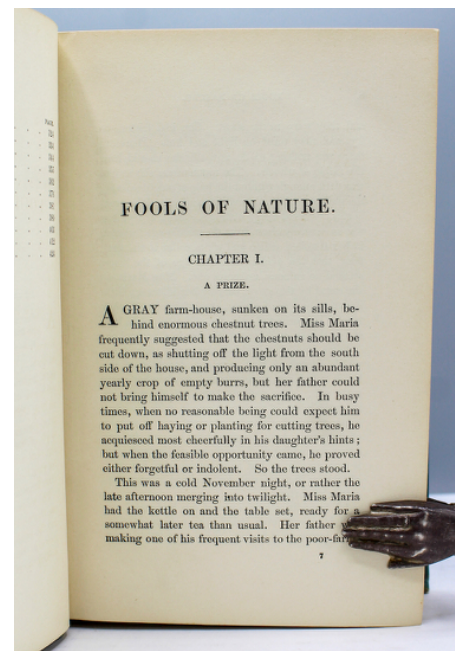 PAGE
FOOLS OF NATURE.
CHAPTER I.
A PRIZE.
A GRAY farm-house, sunken on its sills, be-
hind enormous chestnut trees. Miss Maria
frequently suggested that the chestnuts should be
cut down, as shutting off the light from the south
side of the house, and producing only an abundant
yearly crop of empty burrs, but her father could
not bring himself to make the sacrifice. In busy
times, when no reasonable being could expect him
to put off haying or planting for cutting trees, he
acquiesced most cheerfully in his daughter's hints;
but when the feasible opportunity came, he proved
either forgetful or indolent. So the trees stood.
This was a cold November night, or rather the
late afternoon merging into twilight. Miss Maria
had the kettle on and the table set, ready for a
somewhat later tea than usual. Her father
making one of his frequent visits to the poor-farm
7